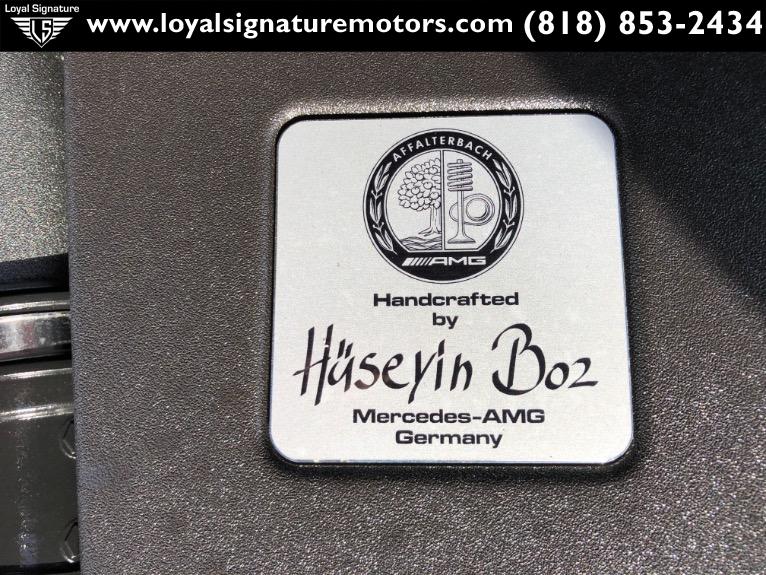 Loyal Signature
LS
www.loyalsignaturemotors.com (818) 853-2434
AFFALTERBACH
AMG
Handcrafted
by
Hüseyin Boz
Mercedes-AMG
Germany